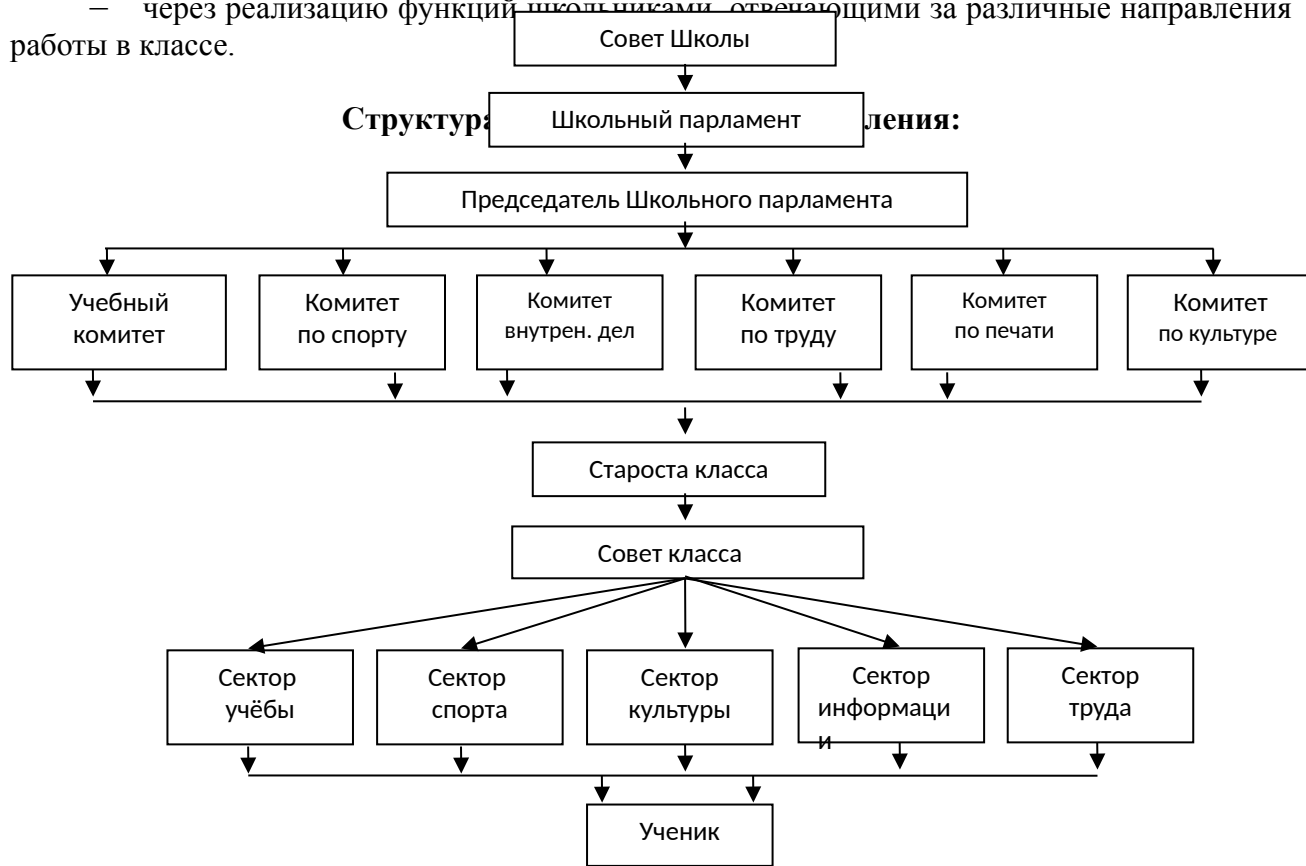 – через реализацию функций школьниками, отвечающими за различные направления
работы в классе.
Совет Школы
Структура ления:
Школьный парламент
Председатель Школьного парламента
Учебный
комитет
Комитет
по спорту
Комитет
внутрен. дел
Комитет
по труду
Комитет
по печати
Комитет
по культуре
Староста класса
Совет класса
Сектор
учёбы
Сектор
спорта
Сектор
культуры
Сектор
информаци
и
Сектор
труда
Ученик